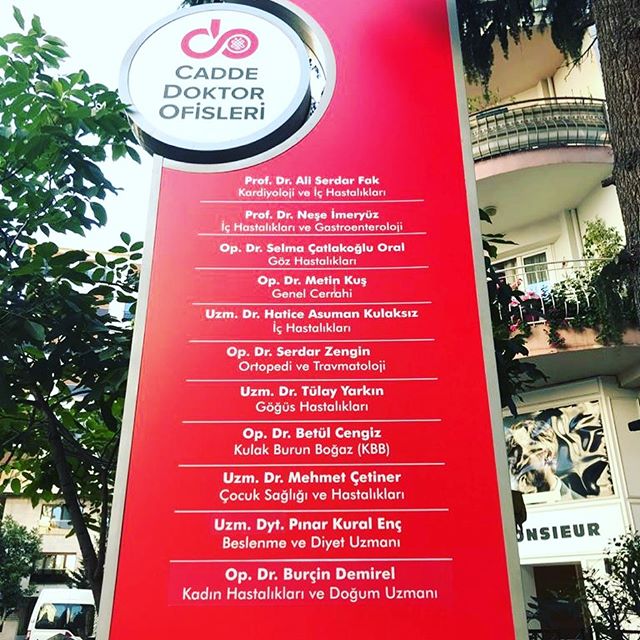 CADDE
DOKTOR
OFİSLERİ
Prof. Dr. Ali Serdar Fak
Kardiyoloji ve İç Hastalıkları
Prof. Dr. Neşe İmeryüz
İç Hastalıkları ve Gastroenteroloji
Op. Dr. Selma Çatlakoğlu Oral
Göz Hastalıkları
Op. Dr. Metin Kuş
Genel Cerrahi
Uzm. Dr. Hatice Asuman Kulaksız
İç Hastalıkları
Op. Dr. Serdar Zengin
Ortopedi ve Travmatoloji
Uzm. Dr. Tülay Yarkın
Göğüs Hastalıkları
Op. Dr. Betül Cengiz
Kulak Burun Boğaz (KBB)
Uzm. Dr. Mehmet Çetiner
Çocuk Sağlığı ve Hastalıkları
Uzm. Dyt. Pınar Kural Enç
Beslenme ve Diyet Uzmanı
Op. Dr. Burçin Demirel
Kadın Hastalıkları ve Doğum Uzmanı
ONSIEUR